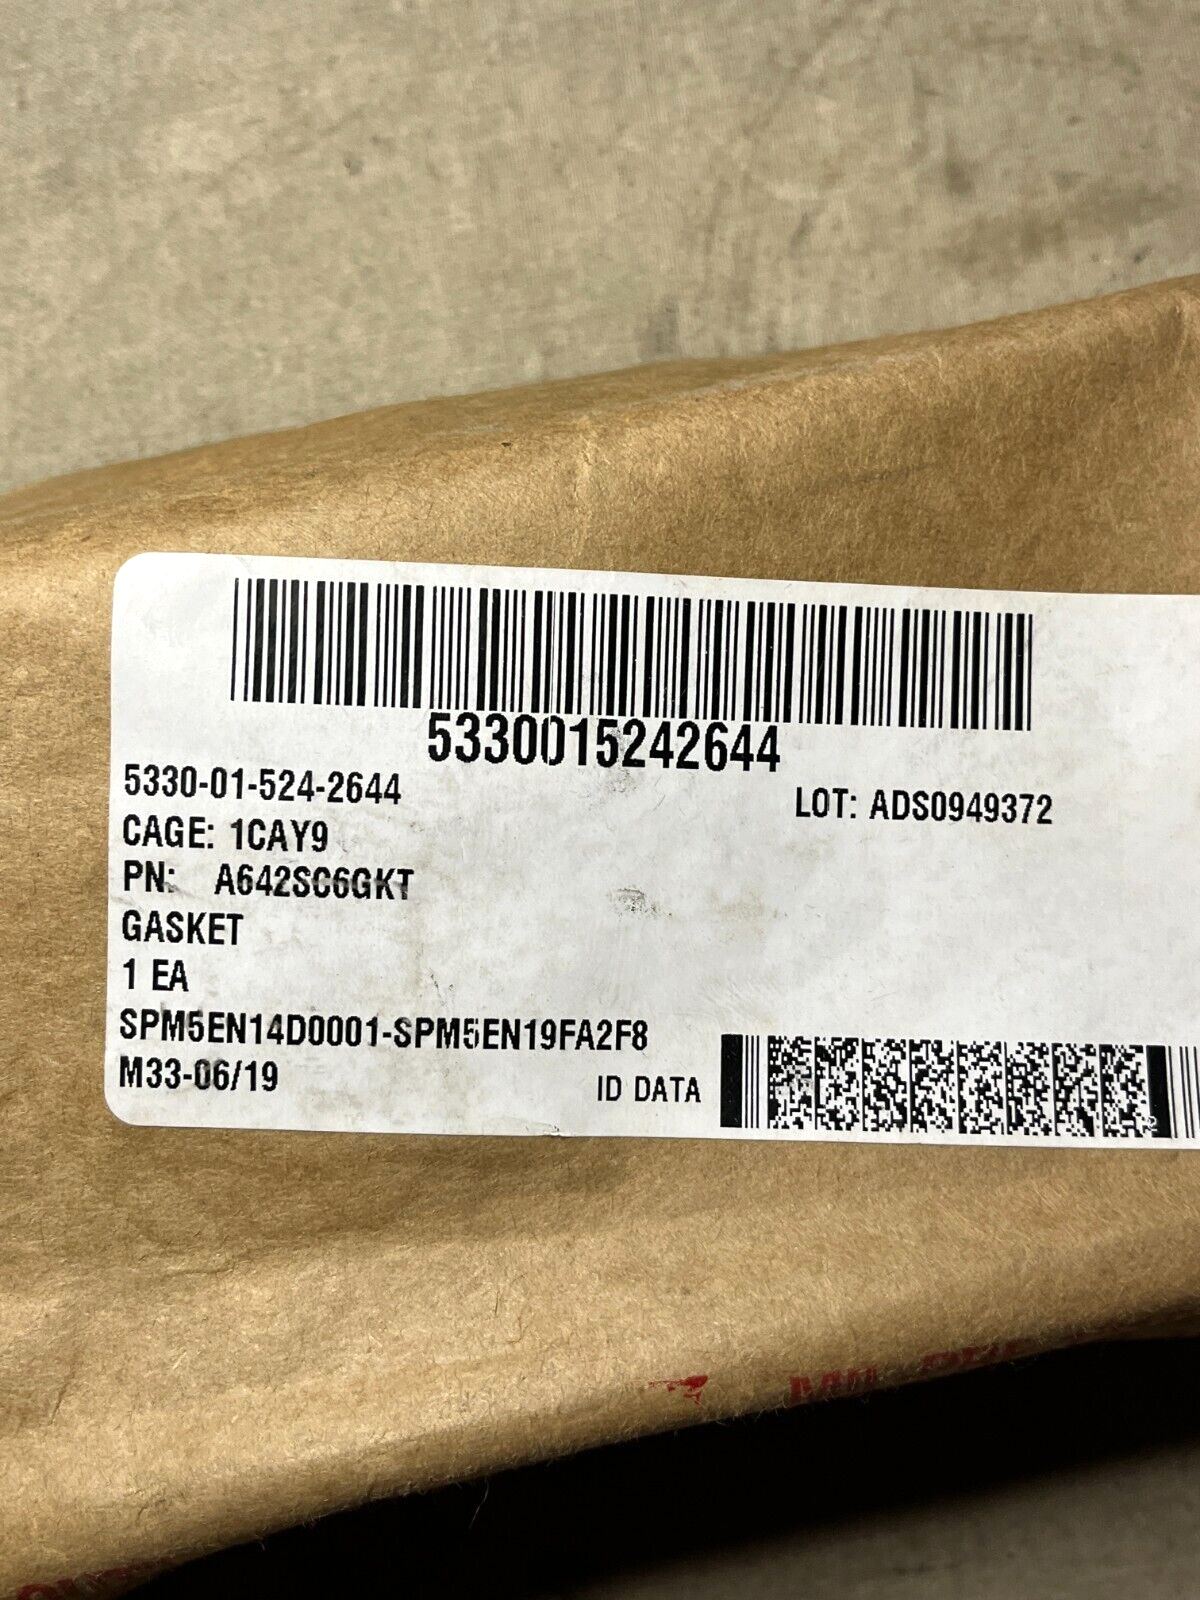 5330015242644
5330-01-524-2644
LOT: ADS0949372
CAGE: 1CAY9
PN: A642SC6GKT
GASKET
1 EA
SPM5EN14D0001-SPM5EN19FA2F8
M33-06/19
ID DATA